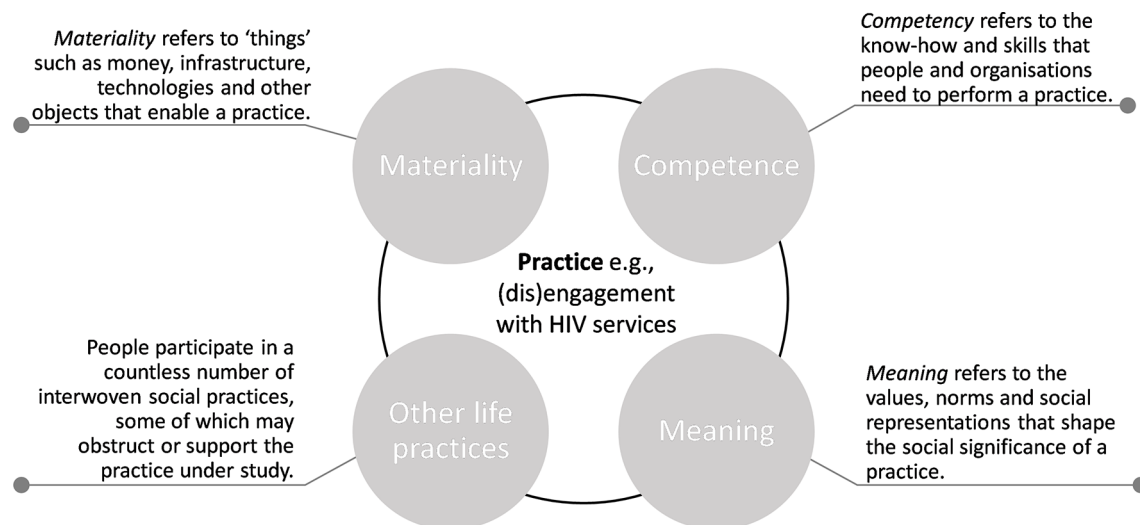 Materiality refers to ‘things’
such as money, infrastructure,
technologies and other
objects that enable a practice.
Competency refers to the
know-how and skills that
people and organisations
need to perform a practice.
Materiality
Competence
Practice e.g.,
(dis)engagement
with HIV services
People participate in a
countless number of
interwoven social practices,
some of which may
obstruct or support the
practice under study.
Other life
practices
Meaning
Meaning refers to the
values, norms and social
representations that shape
the social significance of a
practice.